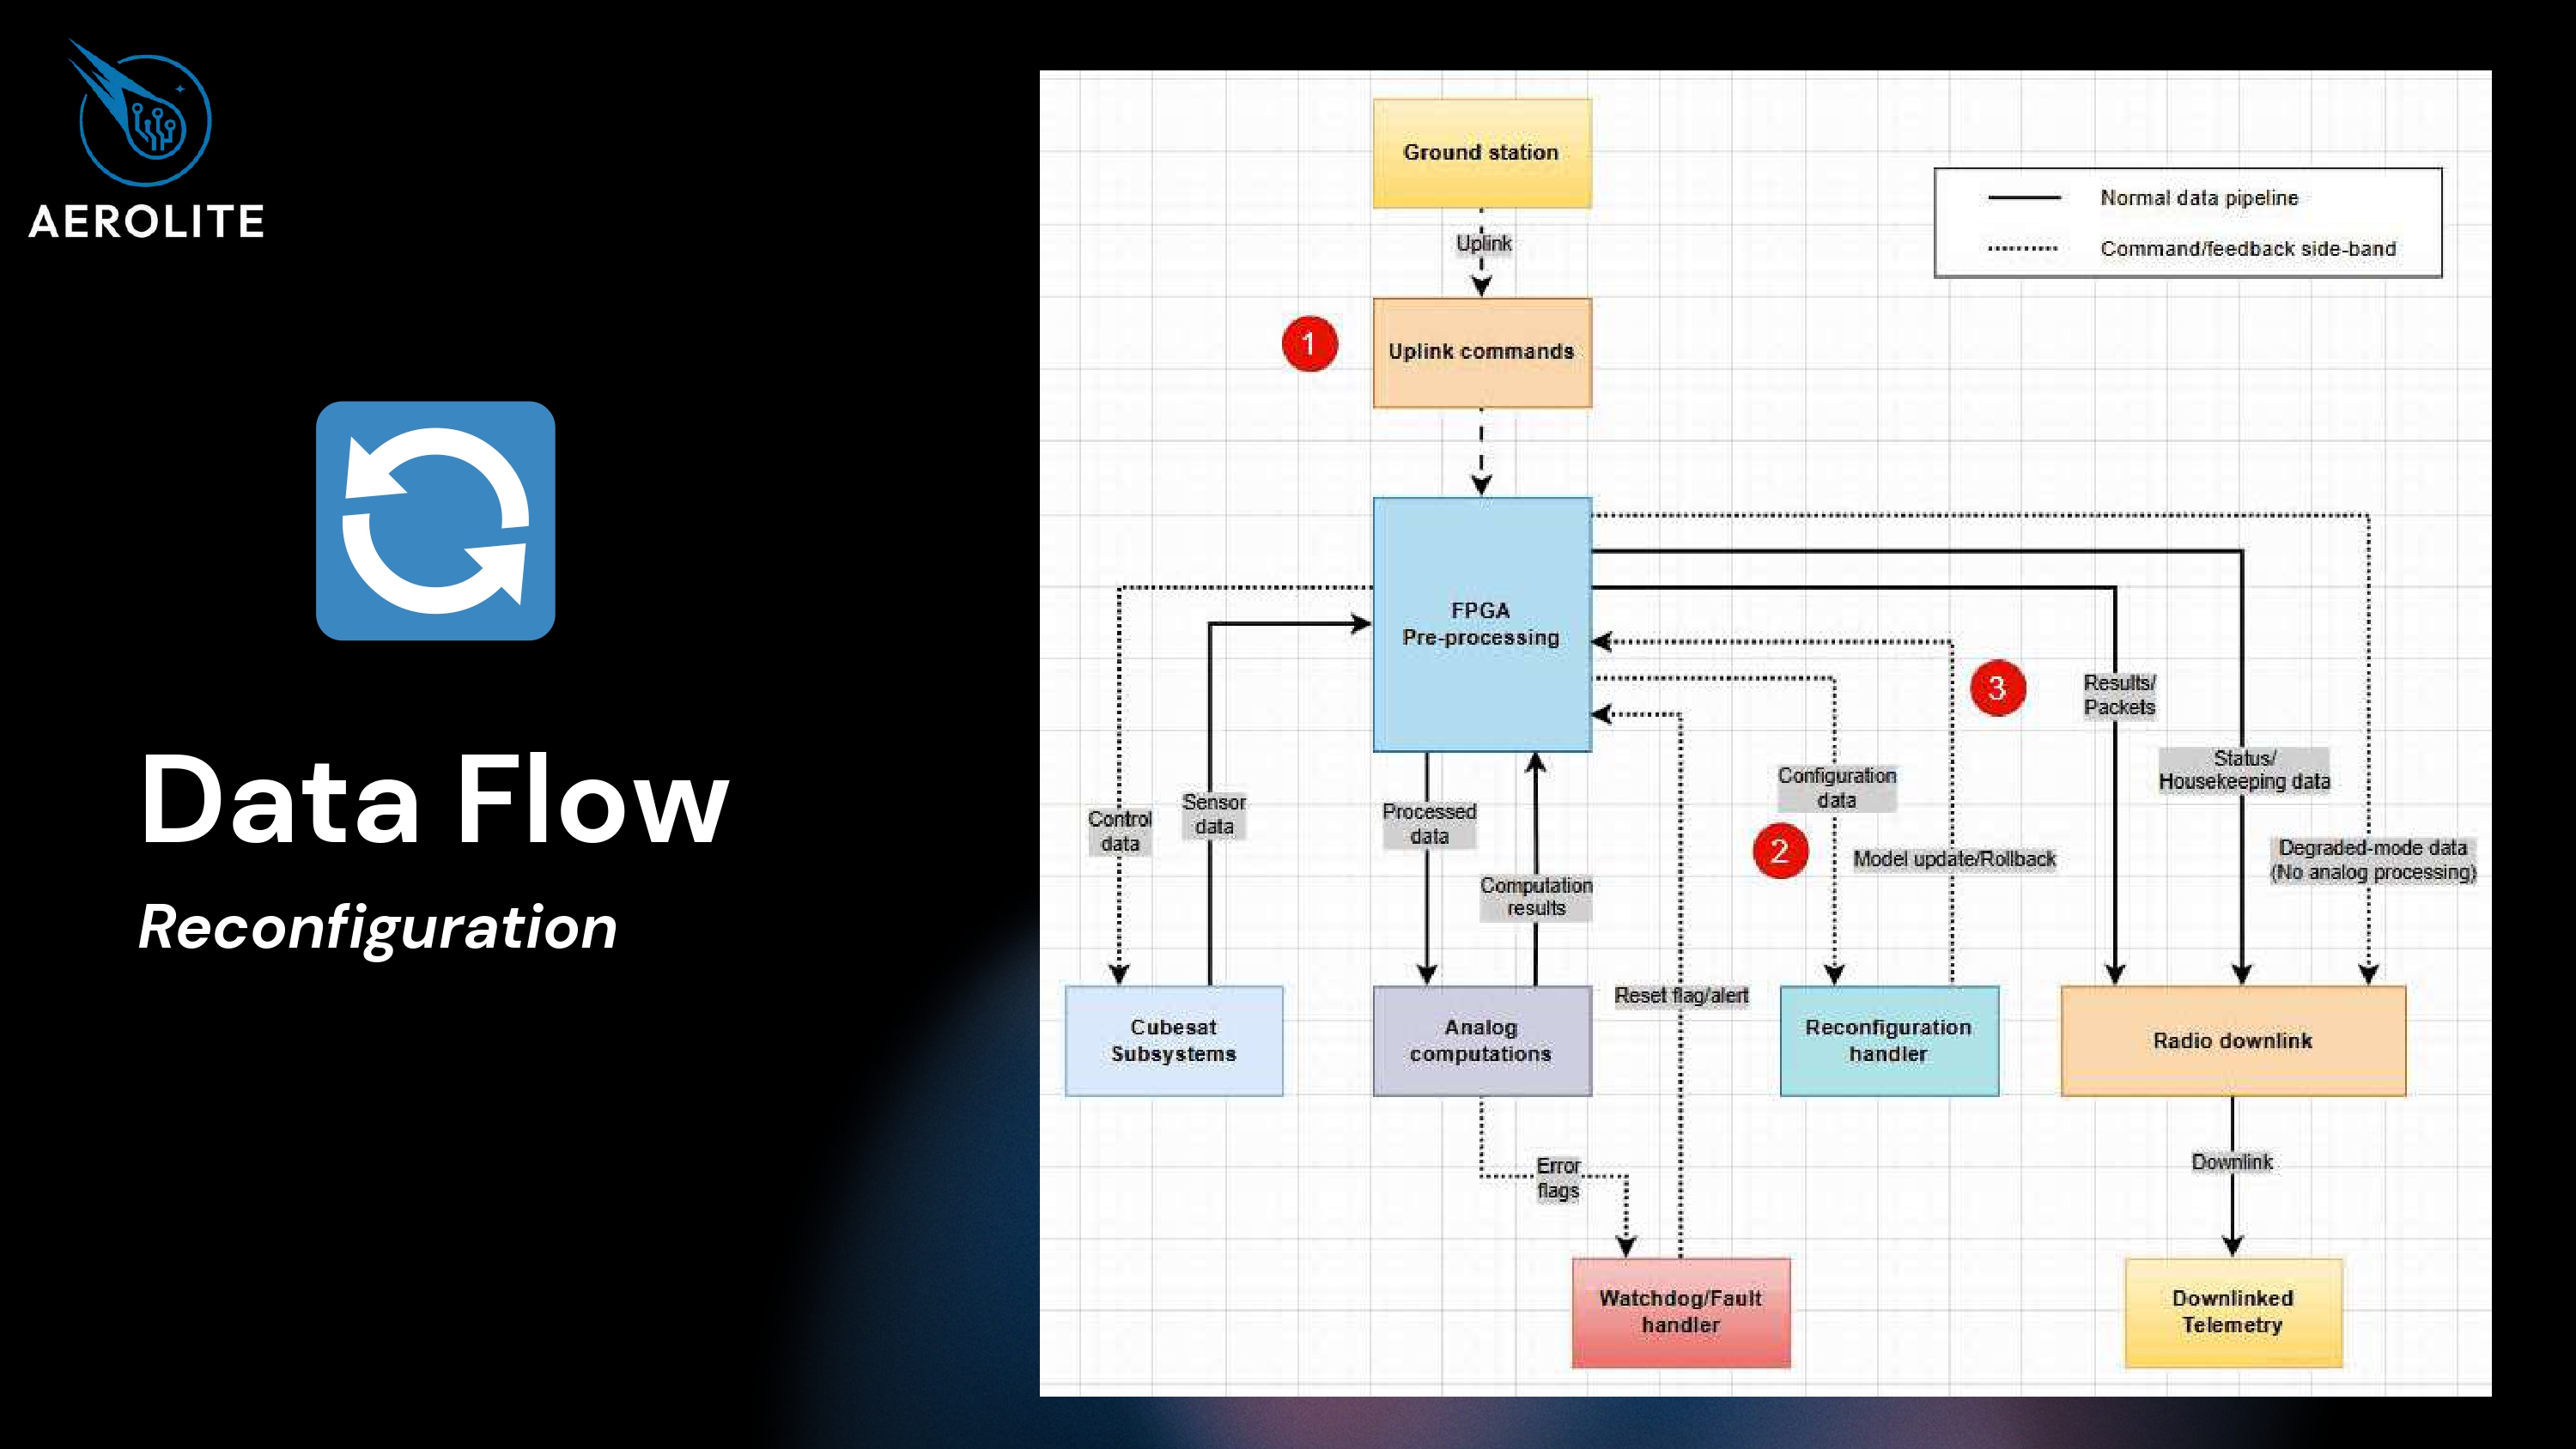 AEROLITE
Data Flow
Reconfiguration
Ground station
Normal data pipeline
Command/feedback side-band
Uplink
1
Uplink commands
FPGA
Pre-processing
3
Results/
Packets
Status/
Housekeeping data
Configuration
data
Control
data
Sensor
data
Processed
data
2
Model update/Rollback
Degraded-mode data
(No analog processing)
Computation
results
Reset flag/alert
Cubesat
Subsystems
Analog
computations
Reconfiguration
handler
Radio downlink
Error
flags
Downlink
Watchdog/Fault
handler
Downlinked
Telemetry